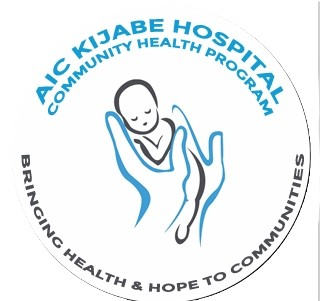 AIC KIJABE HOSPITAL
COMMUNITY HEALTH PROGRAM
BRINGING HEALTH & HOPE TO COMMUNITIES